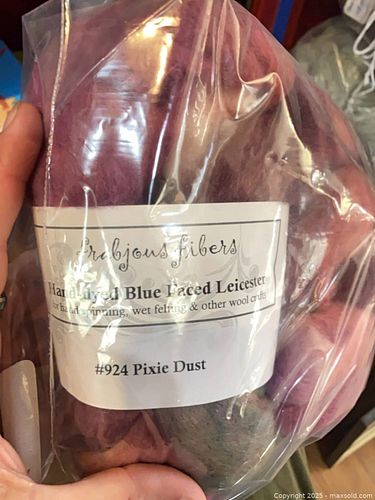 frabjous fibers
Hand-dyed Blue Faced Leicester
for hand spinning, wet felting & other wool crafts
#924 Pixie Dust
Copyright 2025 - maxsold.com